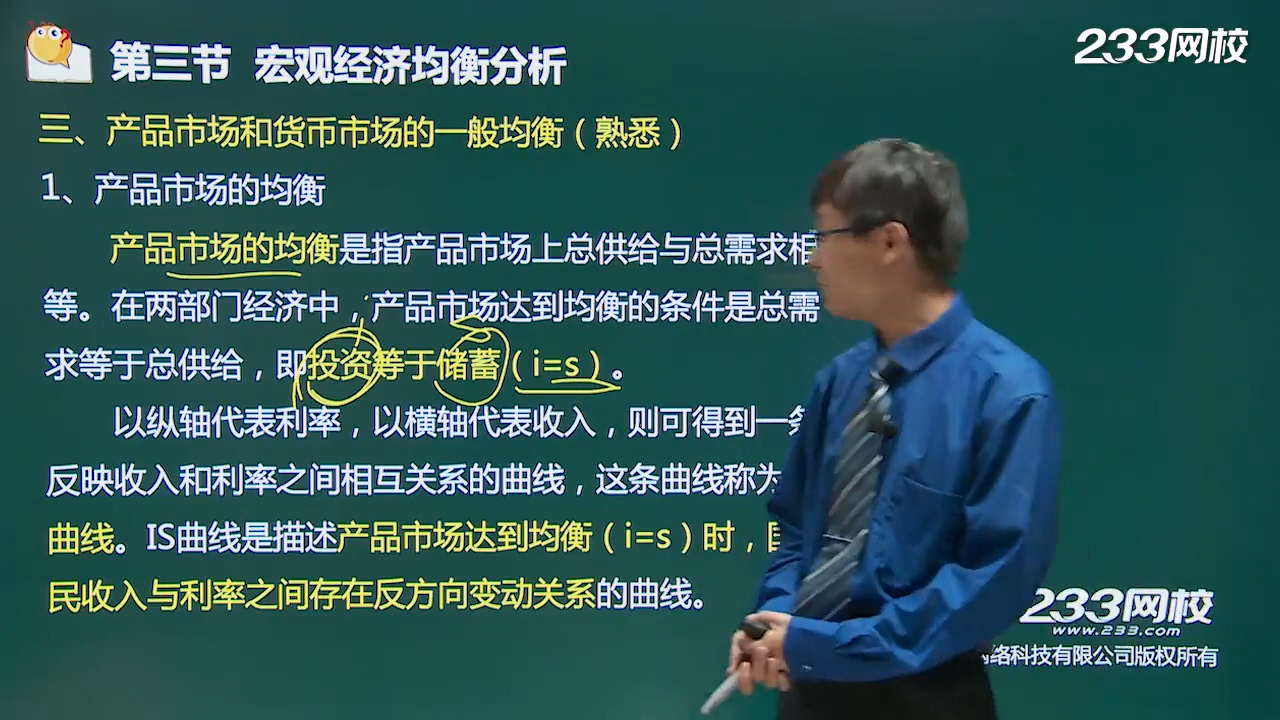 第三节 宏观经济均衡分析
233网校
三、产品市场和货币市场的一般均衡（熟悉）
1、产品市场的均衡
产品市场的均衡是指产品市场上总供给与总需求相
等。在两部门经济中，产品市场达到均衡的条件是总需
求等于总供给，即投资等于储蓄（i=s）。
以纵轴代表利率，以横轴代表收入，则可得到一条
反映收入和利率之间相互关系的曲线，这条曲线称为
曲线。IS曲线是描述产品市场达到均衡（i=s）时，国
民收入与利率之间存在反方向变动关系的曲线。
233网校
www.233.com
网络科技有限公司版权所有